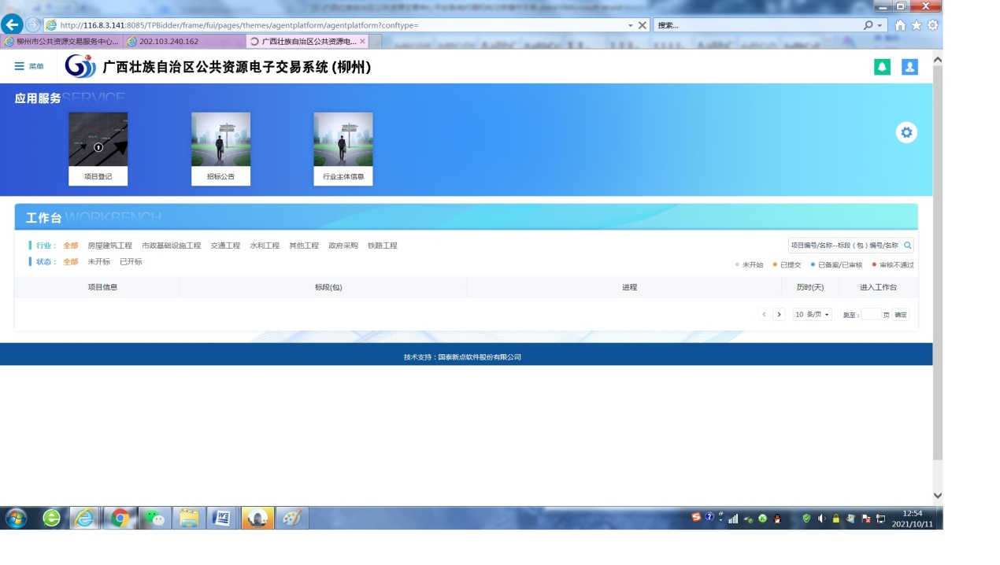 http://116.8.3.141:8085/TPBidder/frame/fui/pages/themes/agentplatform/agentplatform?conftype=
搜索...
柳州市公共资源交易服务中心...
202.103.240.162
广西壮族自治区公共资源电...
菜单
广西壮族自治区公共资源电子交易系统 (柳州)
应用服务SERVICE
项目登记
招标公告
行业主体信息
工作台 WORKBENCH
行业： 全部 房屋建筑工程 市政基础设施工程 交通工程 水利工程 其他工程 政府采购 铁路工程
项目编号/名称--标段（包）编号/名称
状态： 全部 未开标 已开标
未开始 已提交 已备案/已审核 审核不通过
项目信息 标段(包) 进程 历时(天) 进入工作台
10 条/页 跳至： 页 确定
技术支持：国泰新点软件股份有限公司
12:54
2021/10/11